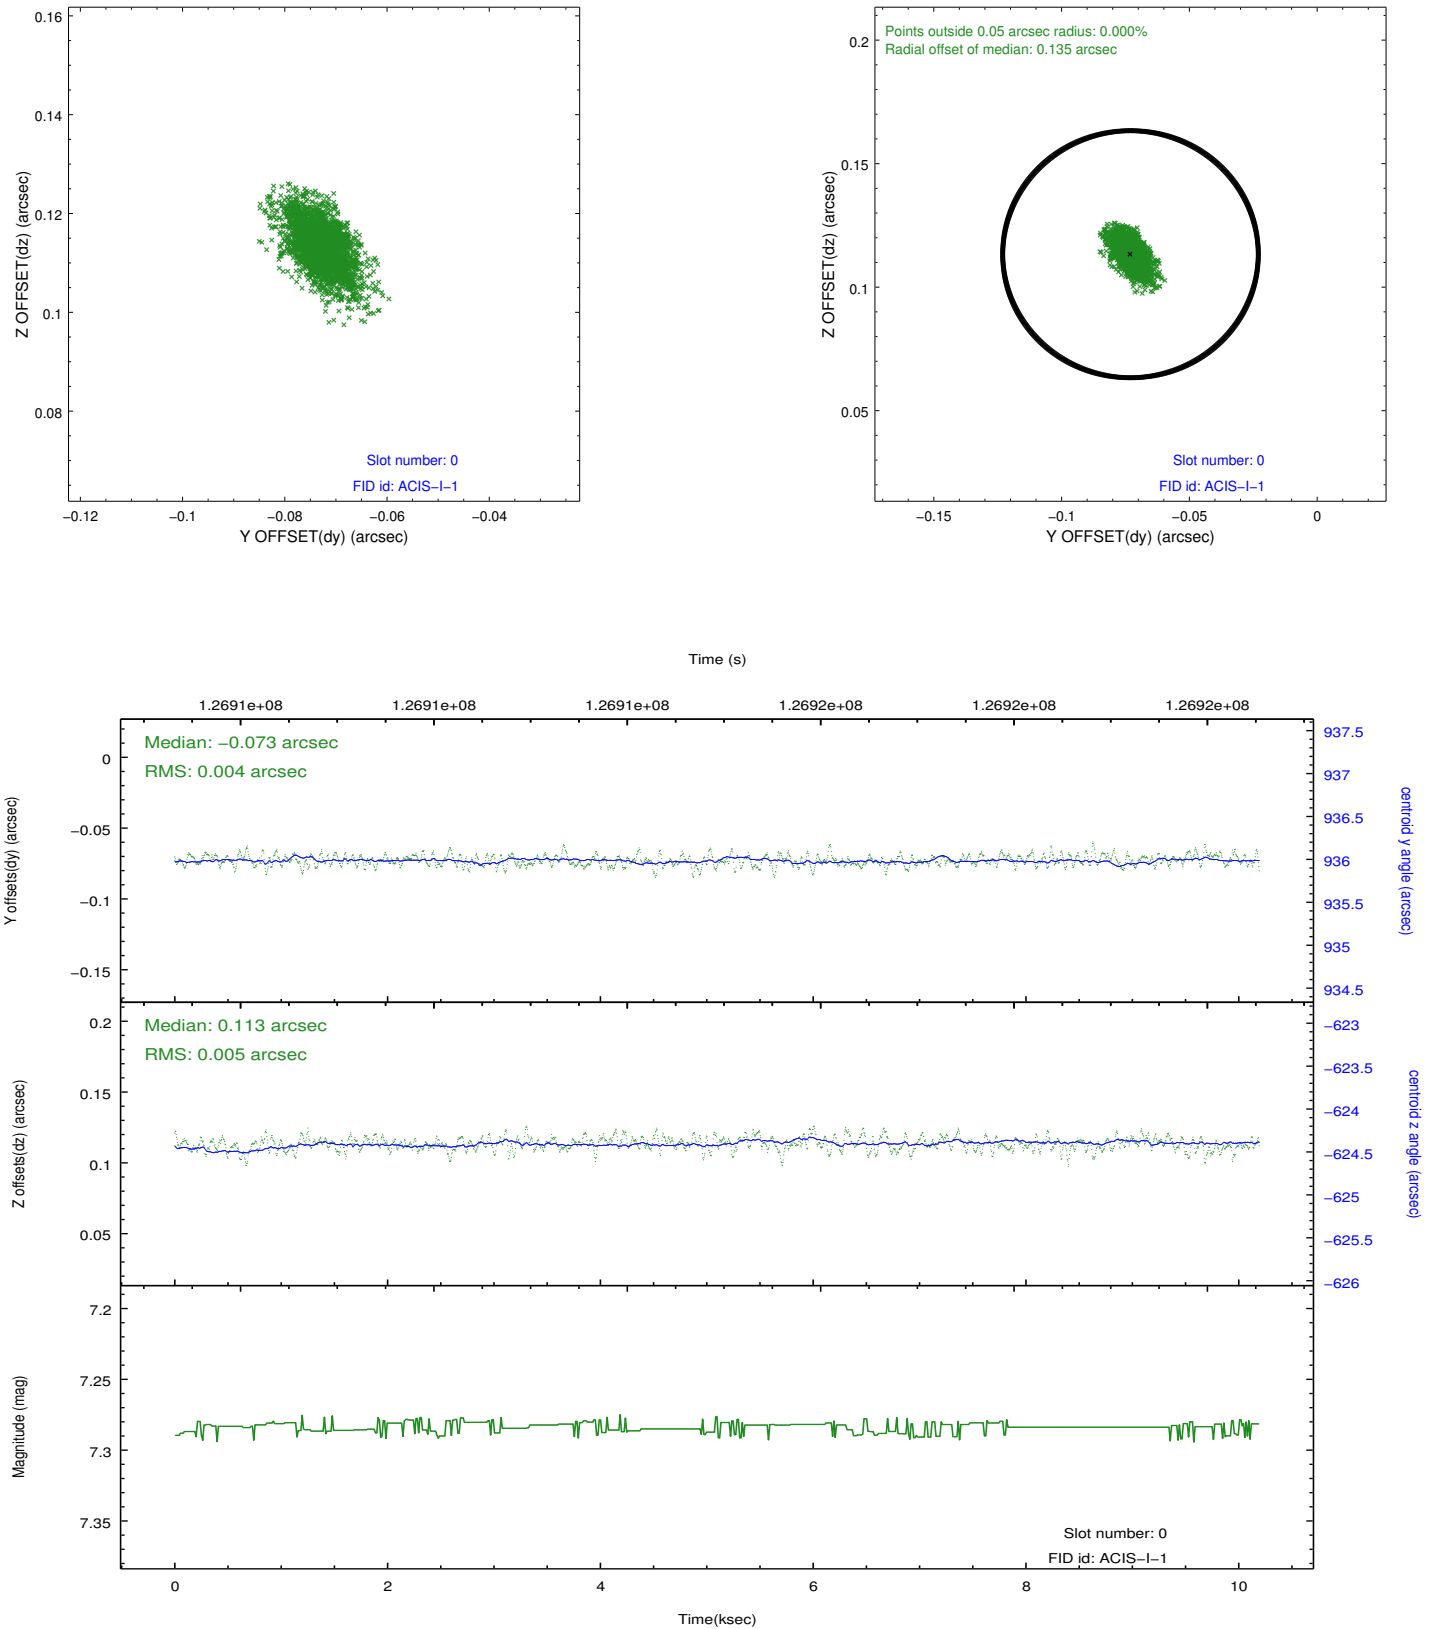 0.16
0.14
0.12
0.1
0.08
Z OFFSET(dz) (arcsec)
Slot number: 0
FID id: ACIS−I−1
−0.12 −0.1 −0.08 −0.06 −0.04
Y OFFSET(dy) (arcsec)
Points outside 0.05 arcsec radius: 0.000%
Radial offset of median: 0.135 arcsec
0.2
0.15
0.1
0.05
Z OFFSET(dz) (arcsec)
Slot number: 0
FID id: ACIS−I−1
−0.15 −0.1 −0.05 0
Y OFFSET(dy) (arcsec)
Time (s)
1.2691e+08 1.2691e+08 1.2691e+08 1.2692e+08 1.2692e+08 1.2692e+08
Median: −0.073 arcsec
RMS: 0.004 arcsec
0
−0.05
−0.1
−0.15
Y offsets(dy) (arcsec)
937.5
937
936.5
936
935.5
935
934.5
centroid y angle (arcsec)
Median: 0.113 arcsec
RMS: 0.005 arcsec
0.2
0.15
0.1
0.05
Z offsets(dz) (arcsec)
−623
−623.5
−624
−624.5
−625
−625.5
−626
centroid z angle (arcsec)
7.2
7.25
7.3
7.35
Magnitude (mag)
Slot number: 0
FID id: ACIS−I−1
0 2 4 6 8 10
Time(ksec)